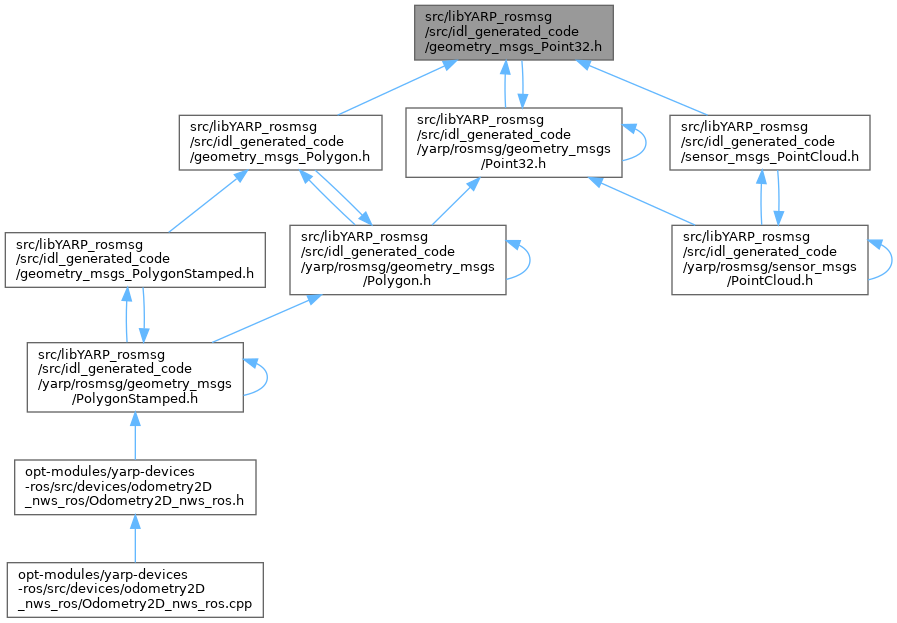 src/libYARP_rosmsg
/src/idl_generated_code
/geometry_msgs_Point32.h
src/libYARP_rosmsg
/src/idl_generated_code
/geometry_msgs_Polygon.h
src/libYARP_rosmsg
/src/idl_generated_code
/yarp/rosmsg/geometry_msgs
/Point32.h
src/libYARP_rosmsg
/src/idl_generated_code
/sensor_msgs_PointCloud.h
src/libYARP_rosmsg
/src/idl_generated_code
/geometry_msgs_PolygonStamped.h
src/libYARP_rosmsg
/src/idl_generated_code
/yarp/rosmsg/geometry_msgs
/Polygon.h
src/libYARP_rosmsg
/src/idl_generated_code
/yarp/rosmsg/sensor_msgs
/PointCloud.h
src/libYARP_rosmsg
/src/idl_generated_code
/yarp/rosmsg/geometry_msgs
/PolygonStamped.h
opt-modules/yarp-devices
-ros/src/devices/odometry2D
_nws_ros/Odometry2D_nws_ros.h
opt-modules/yarp-devices
-ros/src/devices/odometry2D
_nws_ros/Odometry2D_nws_ros.cpp